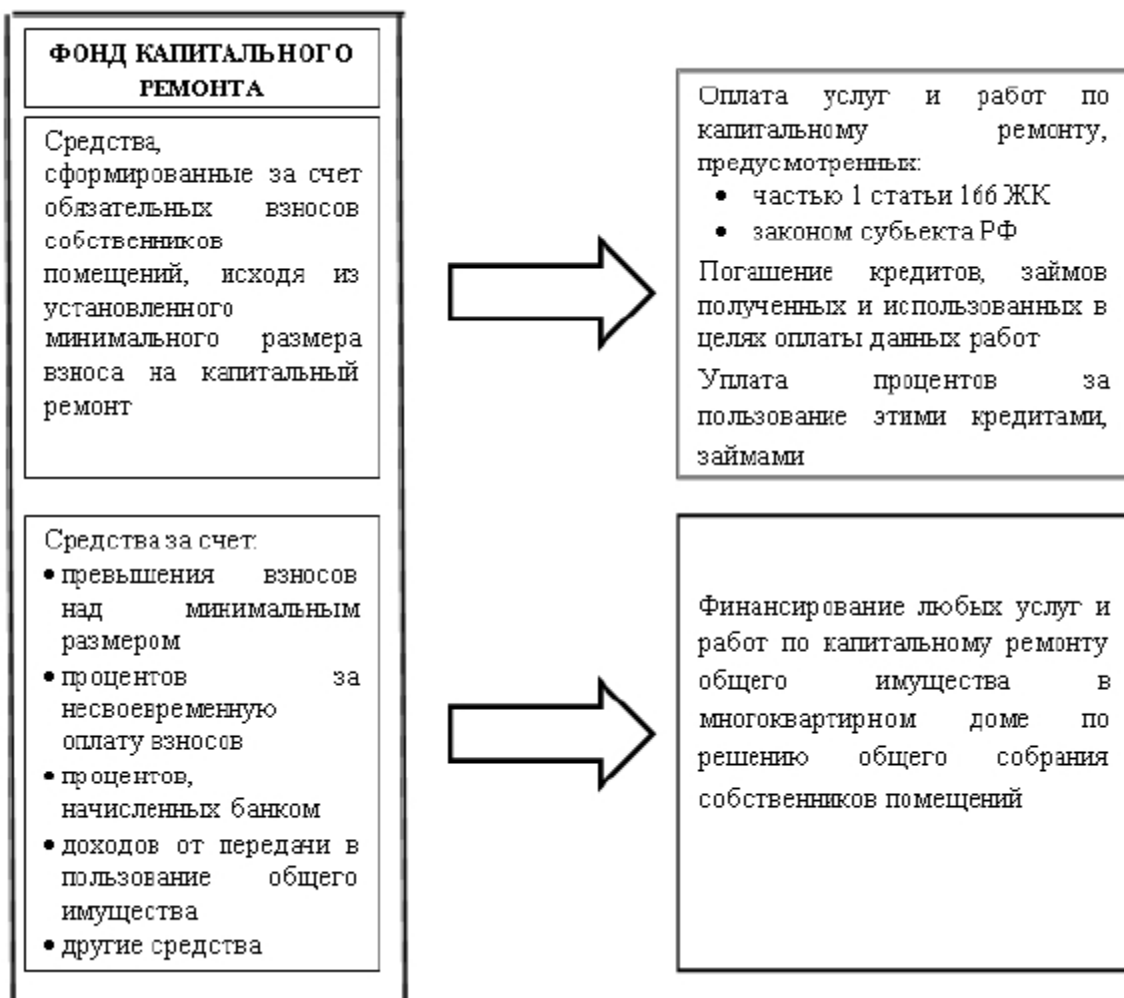 ФОНД КАПИТАЛЬНОГО
РЕМОНТА
Средства,
сформированные за счет
обязательных взносов
собственников
помещений, исходя из
установленного
минимального размера
взноса на капитальный
ремонт
Средства за счет:
• превышения взносов
над минимальным
размером
• процентов за
несвоевременную
оплату взносов
• процентов,
начисленных банком
• доходов от передачи в
пользование общего
имущества
• другие средства
Оплата услуг и работ по
капитальному ремонту,
предусмотренных:
• частью 1 статьи 166 ЖК
• законом субъекта РФ
Погашение кредитов, займов
полученных и использованных в
целях оплаты данных работ
Уплата процентов за
пользование этими кредитами,
займами
Финансирование любых услуг и
работ по капитальному ремонту
общего имущества в
многоквартирном доме по
решению общего собрания
собственников помещений